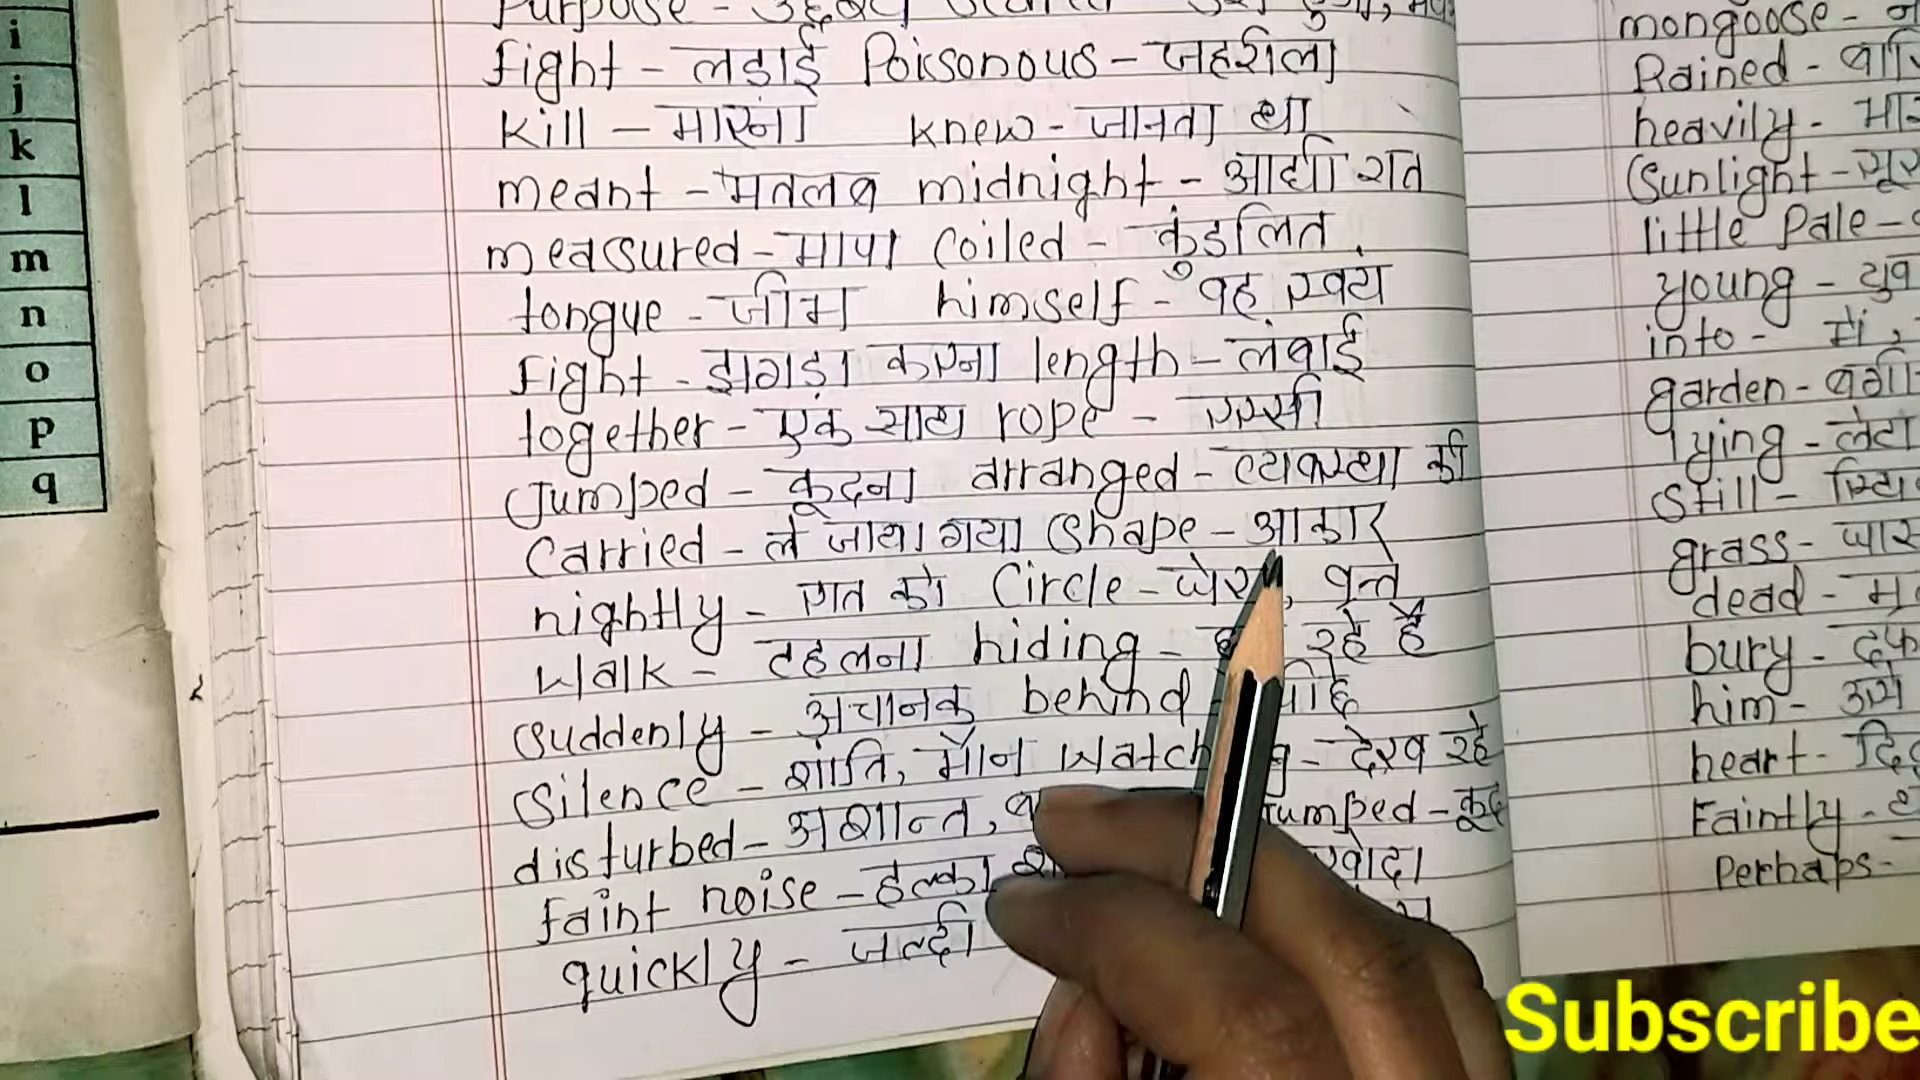 i
j
k
l
m
n
o
p
q
Purpose -
fight - लडाई Poisonous - जहरीला
kill - मारना knew - जानता था
meant - मतलब midnight - आधी रात
measured - मापा coiled - कुंडलित
tongue - जीभ himself - वह स्वयं
fight - झगड़ा करना length - लंबाई
together - एक साथ rope - रस्सी
Jumped - कूदना arranged - व्यवस्था की
Carried - ले जाया गया Shape - आकार
nightly - रात को Circle -
Walk - टहलना hiding - रहे हैं
Suddenly - अचानक behind
Silence - शांति, मौन watch - देख रहे
disturbed - अशान्त, Jumped - कूद
faint noise - हल्का
quickly - जल्दी
mongoose -
Rained -
heavily -
Sunlight -
little Pale -
young -
into - में,
garden -
lying - लेटा
Still -
grass -
dead -
bury -
him - उसे
heart -
Faintly -
Perhaps -
Subscribe